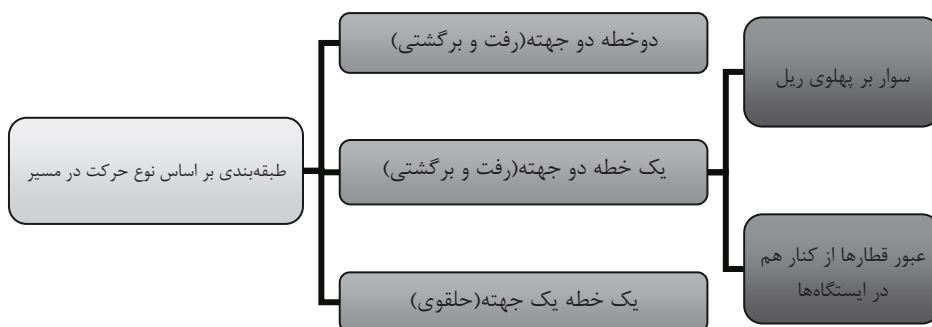 طبقه‌بندی بر اساس نوع حرکت در مسیر
دوخطه دو جهته(رفت و برگشتی)
یک خطه دو جهته(رفت و برگشتی)
یک خطه یک جهته(حلقوی)
سوار بر پهلوی ریل
عبور قطارها از کنار هم
در ایستگاه‌ها